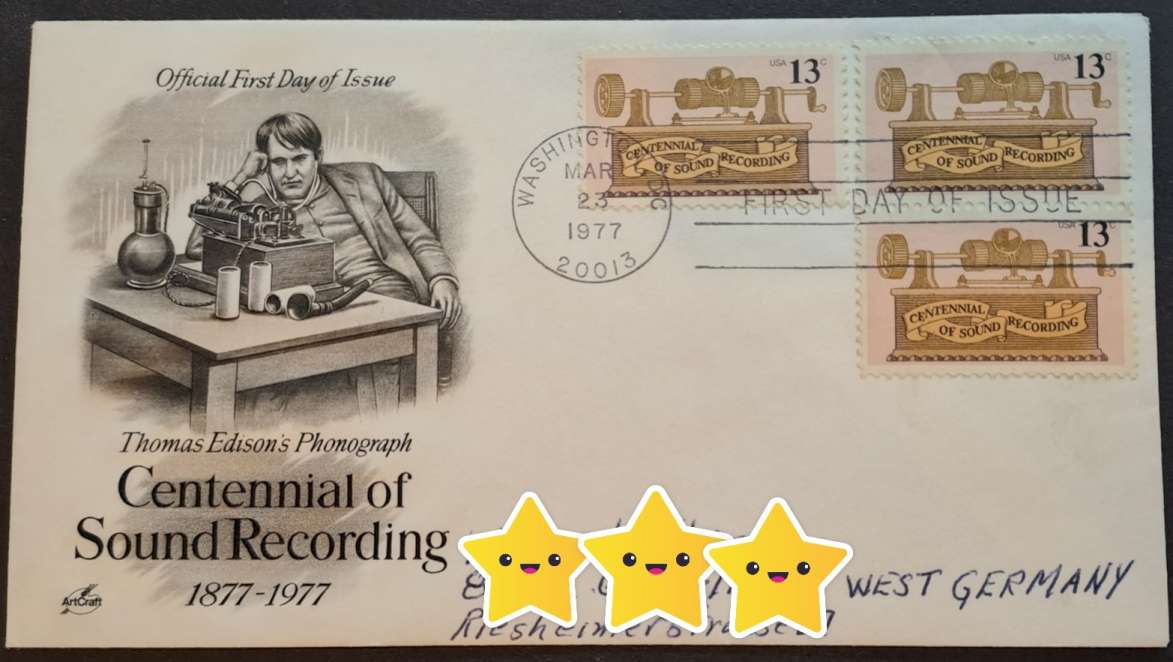 Official First Day of Issue
Thomas Edison's Phonograph
Centennial of
Sound Recording
1877-1977
ArtCraft
USA 13c
CENTENNIAL
OF SOUND RECORDING
USA 13c
CENTENNIAL
OF SOUND RECORDING
USA 13c
CENTENNIAL
OF SOUND RECORDING
WASHINGT DC
MAR
23
1977
20013
FIRST DAY OF ISSUE
WEST GERMANY